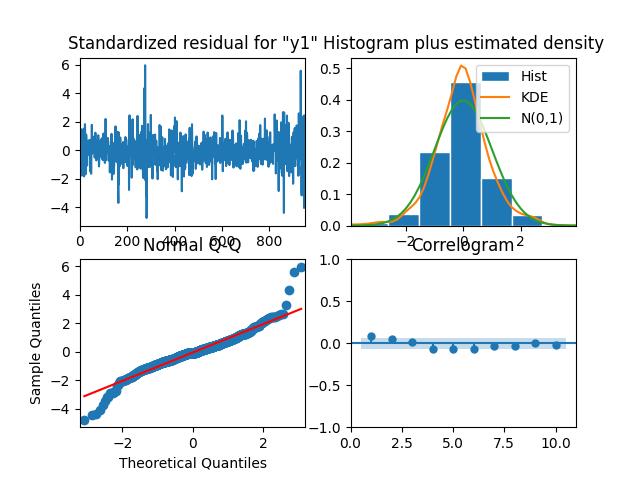 Standardized residual for "y1"
6
4
2
0
−2
−4
0 200 400 600 800
Histogram plus estimated density
Hist
KDE
N(0,1)
0.5
0.4
0.3
0.2
0.1
0.0
−2 0 2
Normal Q-Q
Sample Quantiles
6
4
2
0
−2
−4
−2 0 2
Theoretical Quantiles
Correlogram
1.0
0.5
0.0
−0.5
−1.0
0.0 2.5 5.0 7.5 10.0